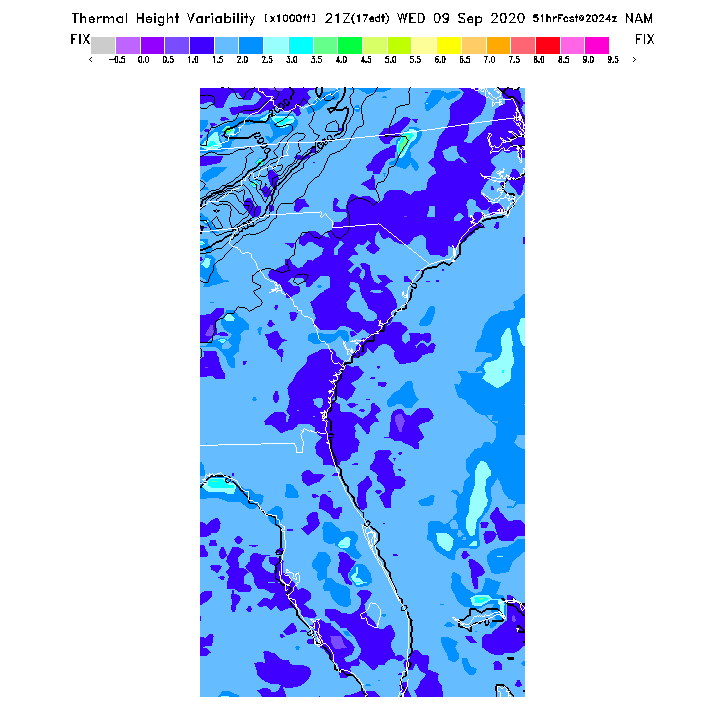 Thermal Height Variability [x1000ft] 21Z(17edt) WED 09 Sep 2020 51hrFcst@2024z NAM
FIX FIX
< -0.5 0.0 0.5 1.0 1.5 2.0 2.5 3.0 3.5 4.0 4.5 5.0 5.5 6.0 6.5 7.0 7.5 8.0 8.5 9.0 9.5 >